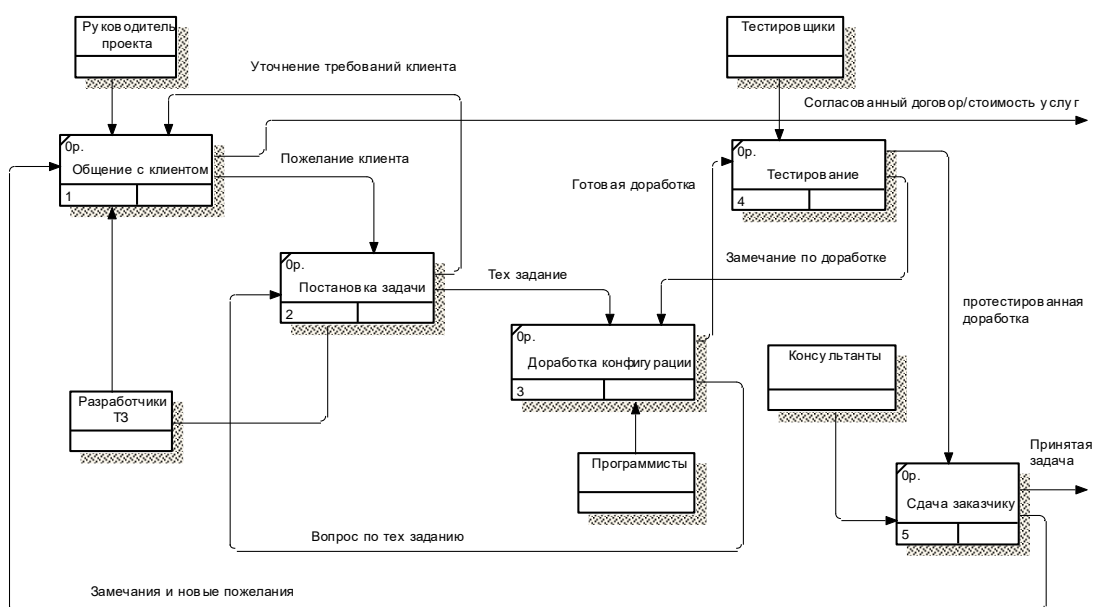 Руководитель
проекта
Тестировщики
Уточнение требований клиента
Согласованный договор/стоимость услуг
0р.
Общение с клиентом
1
Пожелание клиента
0р.
Тестирование
4
Готовая доработка
0р.
Постановка задачи
2
Тех задание
Замечание по доработке
протестированная
доработка
0р.
Доработка конфигурации
3
Консультанты
Разработчики
ТЗ
Программисты
Принятая
задача
0р.
Сдача заказчику
5
Вопрос по тех заданию
Замечания и новые пожелания